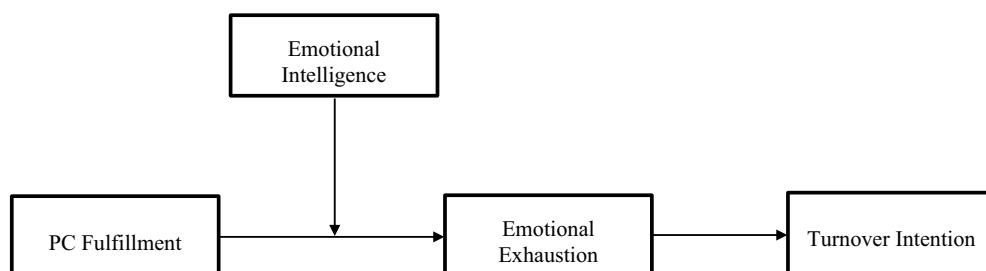 Emotional
Intelligence
PC Fulfillment
Emotional
Exhaustion
Turnover Intention